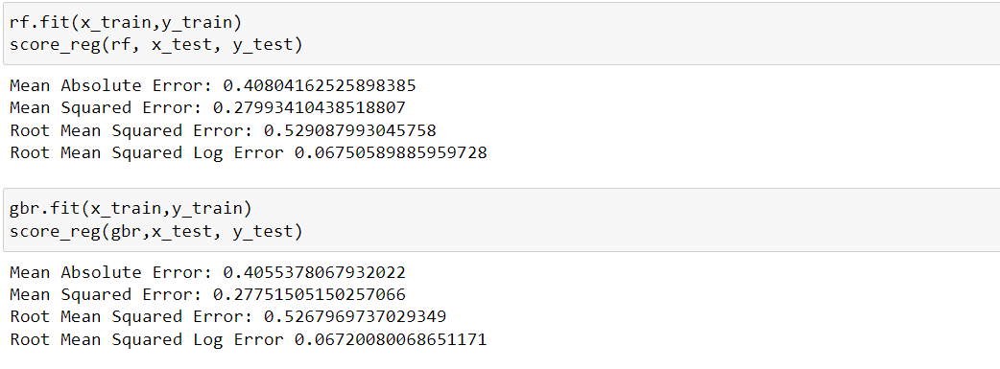 rf.fit(x_train,y_train)
score_reg(rf, x_test, y_test)
Mean Absolute Error: 0.40804162525898385
Mean Squared Error: 0.27993410438518807
Root Mean Squared Error: 0.529087993045758
Root Mean Squared Log Error 0.06750589885959728
gbr.fit(x_train,y_train)
score_reg(gbr,x_test, y_test)
Mean Absolute Error: 0.4055378067932022
Mean Squared Error: 0.27751505150257066
Root Mean Squared Error: 0.5267969737029349
Root Mean Squared Log Error 0.06720080068651171